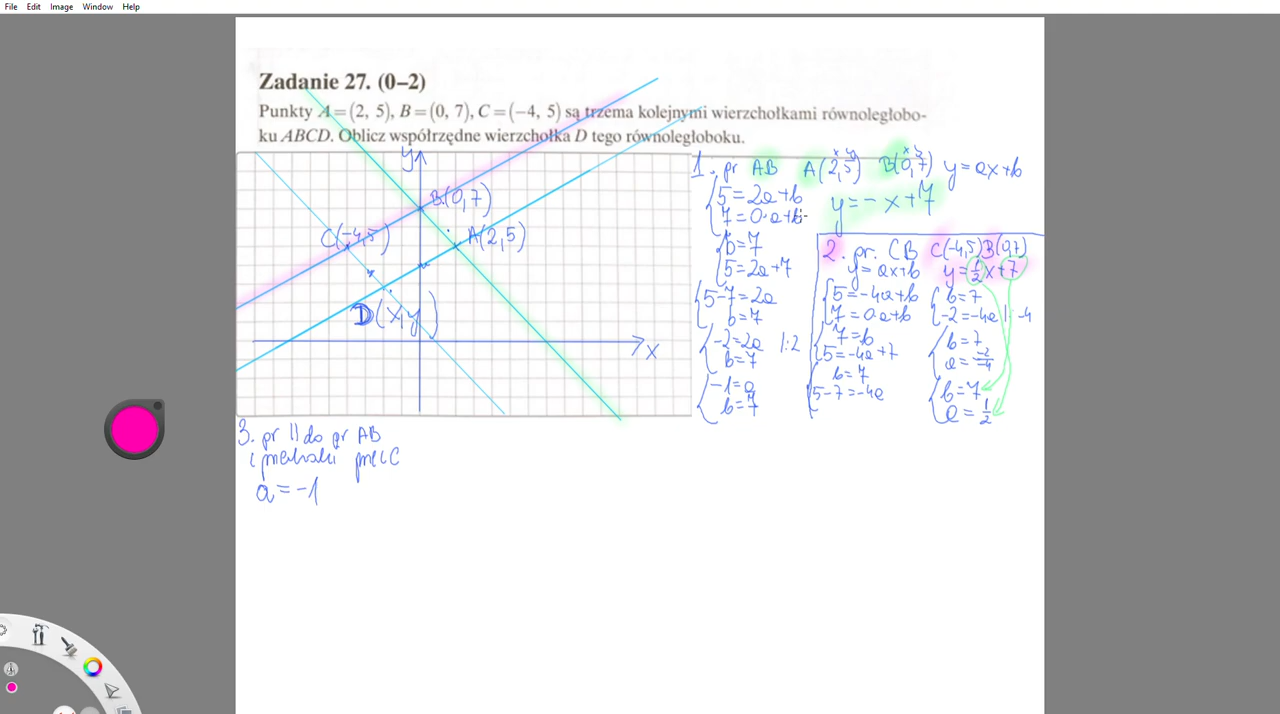 File Edit Image Window Help
Zadanie 27. (0–2)
Punkty A = (2, 5), B = (0, 7), C = (−4, 5) są trzema kolejnymi wierzchołkami równoległobo-
ku ABCD. Oblicz współrzędne wierzchołka D tego równoległoboku.
y
B(0,7)
C(-4,5)
A(2,5)
D(x,y)
x
1. pr AB A(2,5) B(0,7) y=ax+b
x y x y
5=2a+b
7=0·a+b
y=-x+7
b=7
5=2a+7
5-7=2a
b=7
-2=2a |:2
b=7
-1=a
b=7
2. pr. CB C(-4,5) B(0,7)
y=ax+b y=1/2x+7
5=-4a+b
7=0·a+b
7=b
5=-4a+7
b=7
5-7=-4a
b=7
-2=-4a |:-4
b=7
a=-2/-4
b=7
a=1/2
3. pr || do pr AB
i
C
a=-1